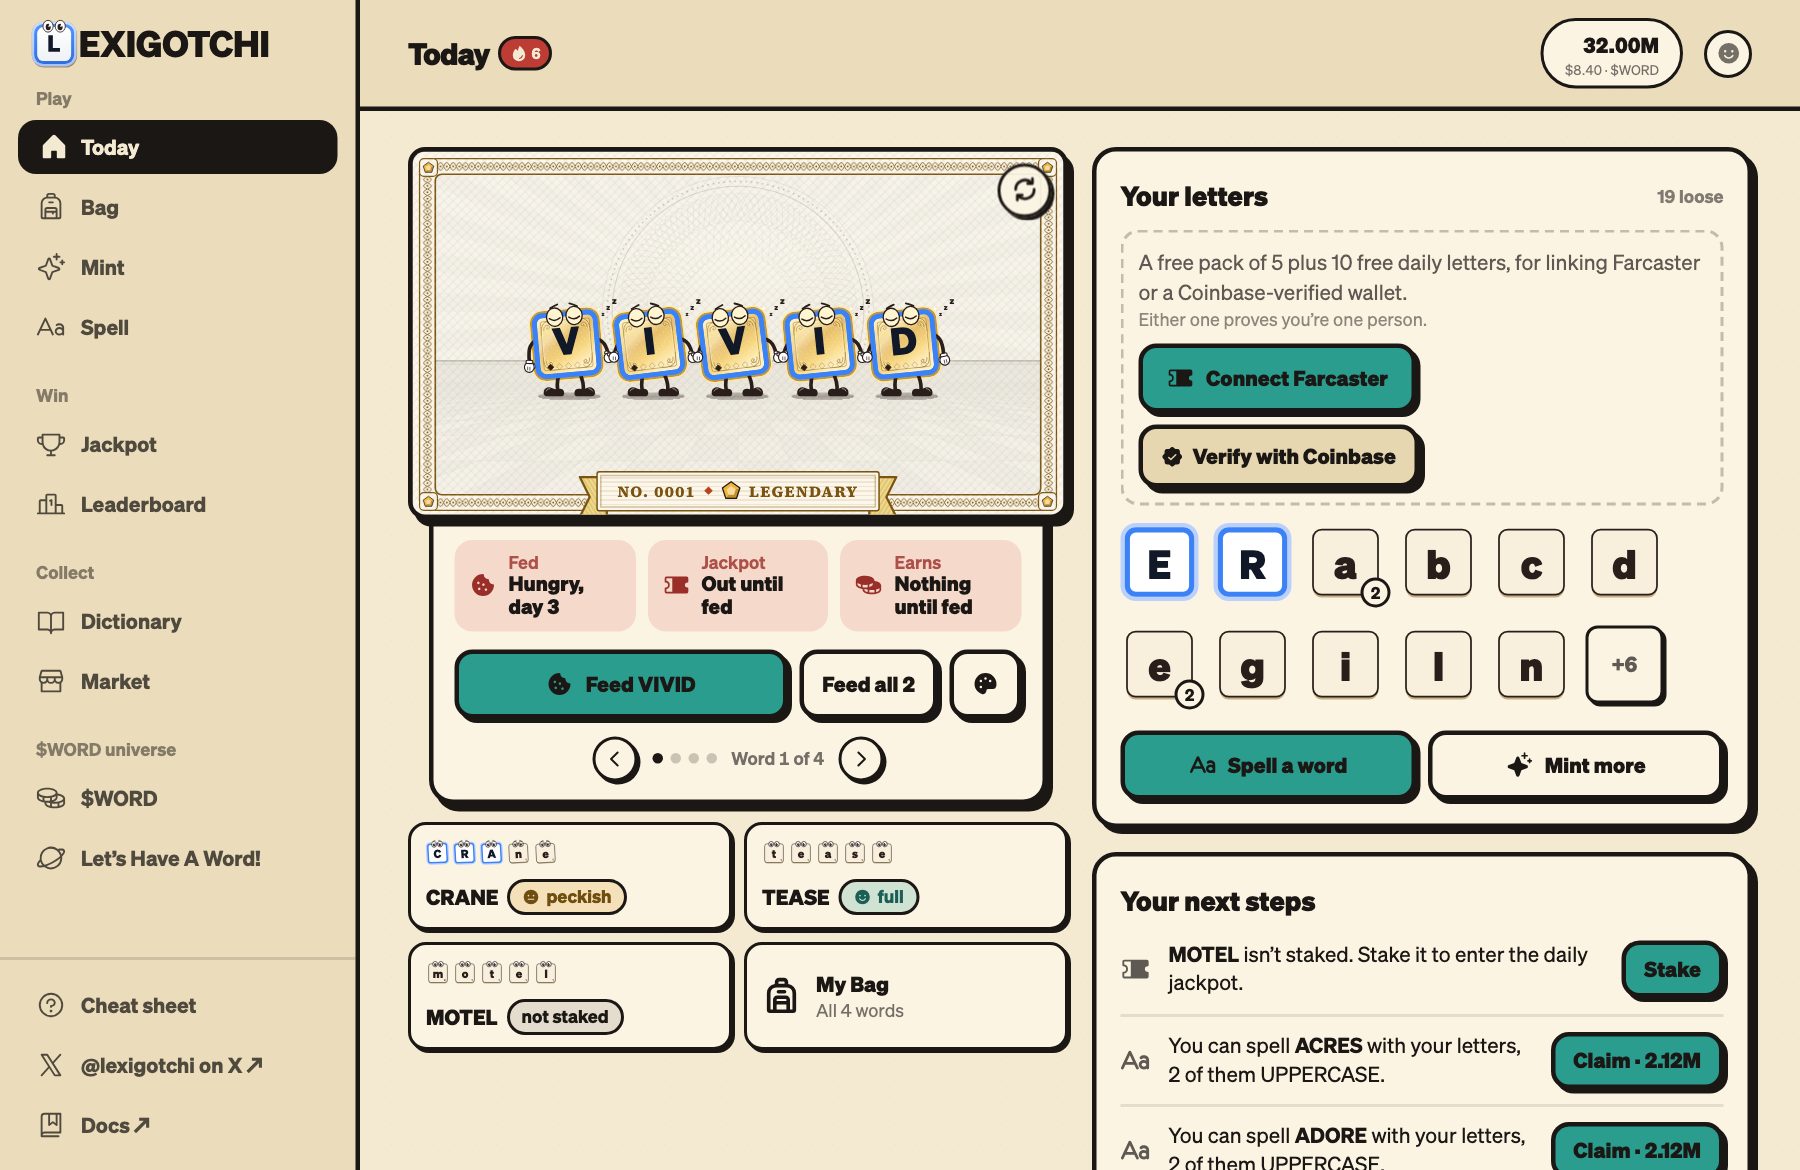 LEXIGOTCHI
Play
Today
Bag
Mint
Aa Spell
Win
Jackpot
Leaderboard
Collect
Dictionary
Market
$WORD universe
$WORD
Let's Have A Word!
Cheat sheet
@lexigotchi on X
Docs
Today 6
32.00M
$8.40 · $WORD
z z z z z z z z z z
V I V I D
NO. 0001 LEGENDARY
Fed
Hungry,
day 3
Jackpot
Out until
fed
Earns
Nothing
until fed
Feed VIVID
Feed all 2
Word 1 of 4
C R A n e
CRANE peckish
t e a s e
TEASE full
m o t e l
MOTEL not staked
My Bag
All 4 words
Your letters
19 loose
A free pack of 5 plus 10 free daily letters, for linking Farcaster
or a Coinbase-verified wallet.
Either one proves you're one person.
Connect Farcaster
Verify with Coinbase
E R a 2 b c d
e 2 g i l n +6
Aa Spell a word
Mint more
Your next steps
MOTEL isn't staked. Stake it to enter the daily
jackpot.
Stake
Aa
You can spell ACRES with your letters,
2 of them UPPERCASE.
Claim · 2.12M
Aa
You can spell ADORE with your letters,
2 of them UPPERCASE.
Claim · 2.12M